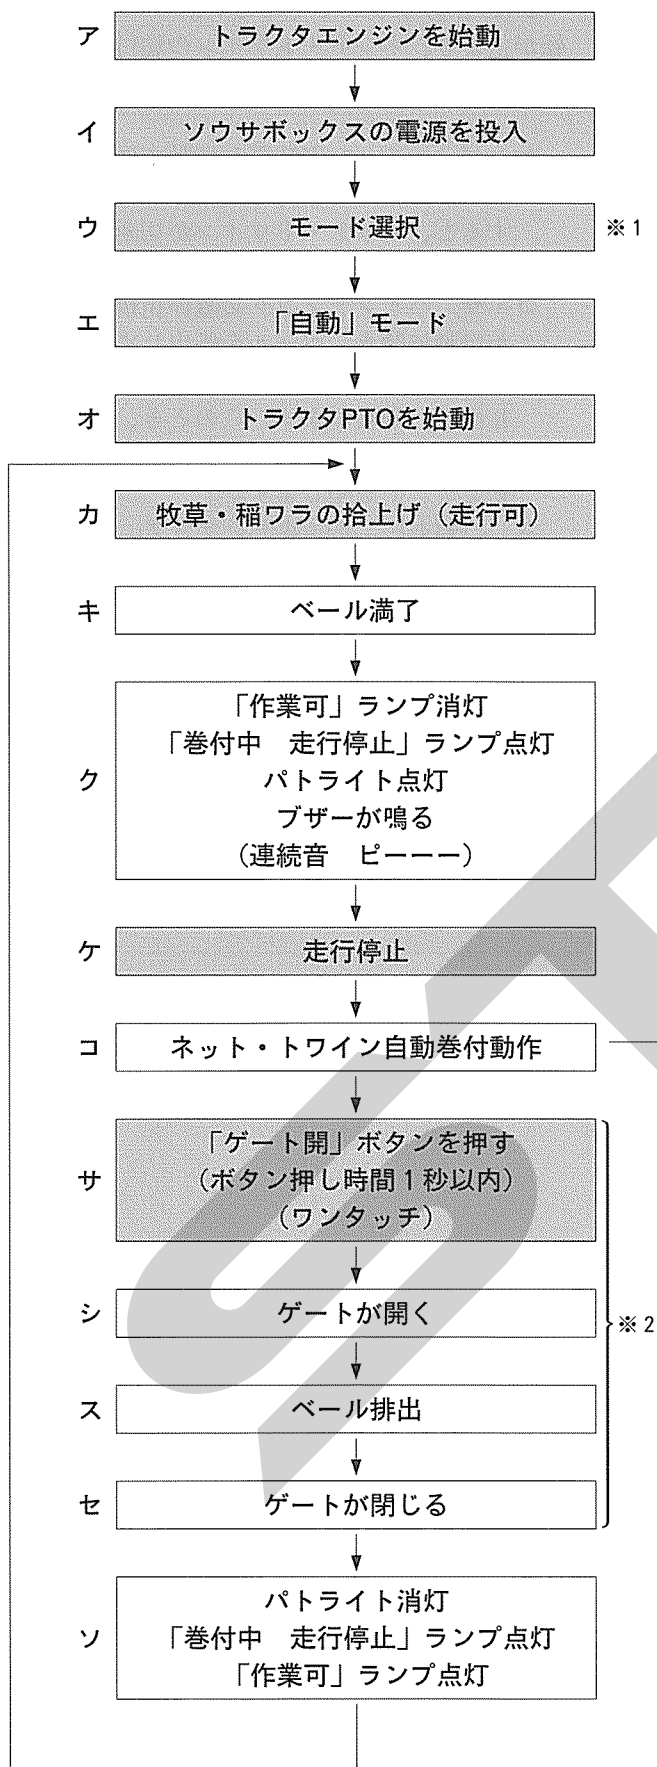 ア トラクタエンジンを始動
イ ソウサボックスの電源を投入
ウ モード選択 ※1
エ 「自動」モード
オ トラクタPTOを始動
カ 牧草・稲ワラの拾上げ（走行可）
キ ベール満了
「作業可」ランプ消灯
「巻付中　走行停止」ランプ点灯
ク パトライト点灯
ブザーが鳴る
（連続音　ピーーー）
ケ 走行停止
コ ネット・トワイン自動巻付動作
「ゲート開」ボタンを押す
サ （ボタン押し時間１秒以内）
（ワンタッチ）
シ ゲートが開く ※2
ス ベール排出
セ ゲートが閉じる
パトライト消灯
ソ 「巻付中　走行停止」ランプ点灯
「作業可」ランプ点灯